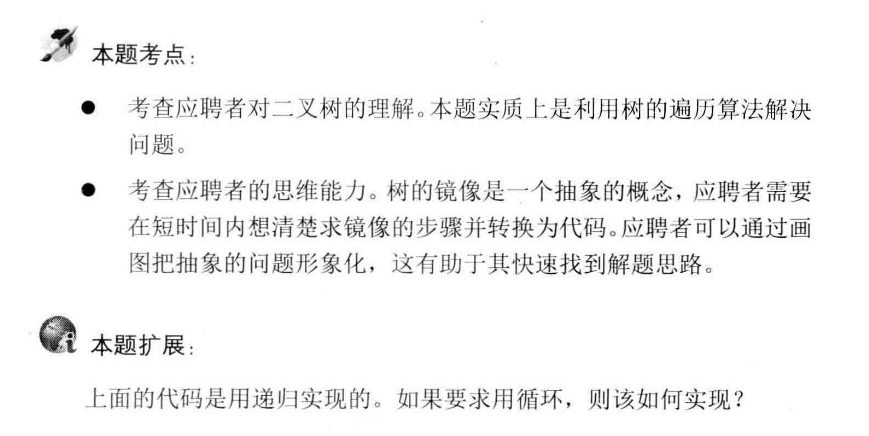 本题考点：
● 考查应聘者对二叉树的理解。本题实质上是利用树的遍历算法解决
问题。
● 考查应聘者的思维能力。树的镜像是一个抽象的概念，应聘者需要
在短时间内想清楚求镜像的步骤并转换为代码。应聘者可以通过画
图把抽象的问题形象化，这有助于其快速找到解题思路。
本题扩展：
上面的代码是用递归实现的。如果要求用循环，则该如何实现？